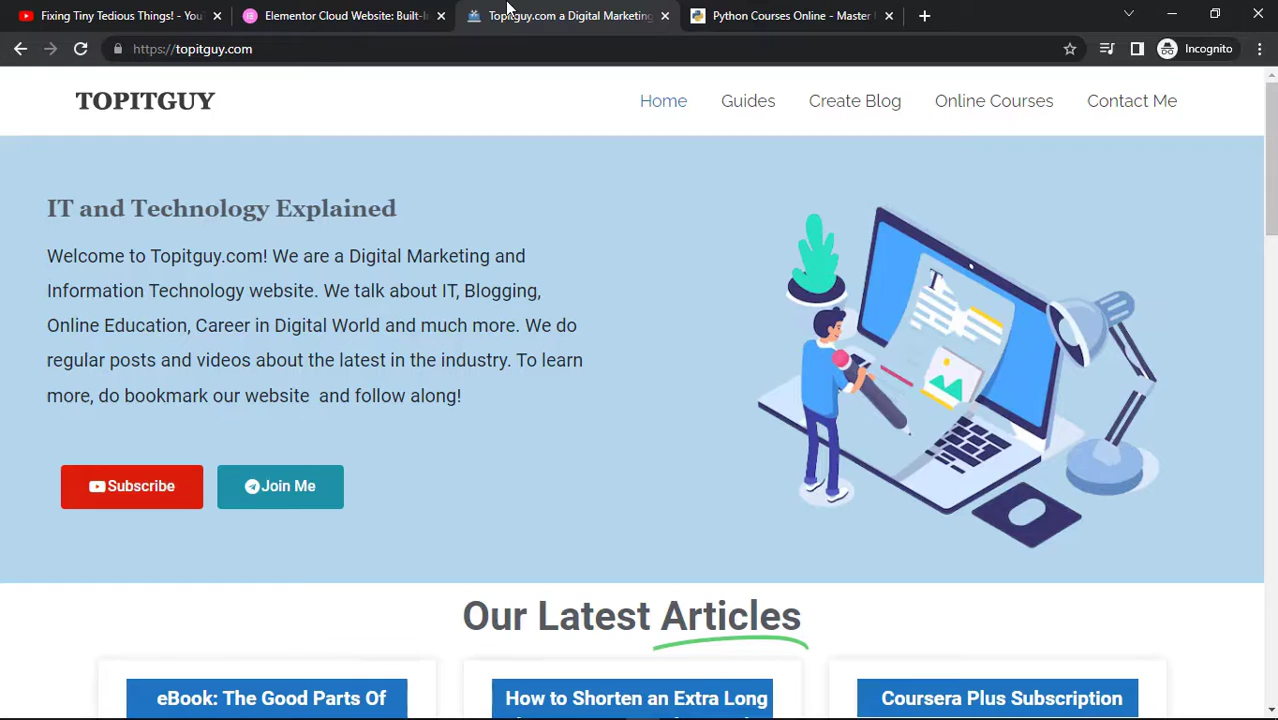 Fixing Tiny Tedious Things! - You
Elementor Cloud Website: Built-In
Topitguy.com a Digital Marketing
Python Courses Online - Master
https://topitguy.com
Incognito
TOPITGUY
Home
Guides
Create Blog
Online Courses
Contact Me
IT and Technology Explained
Welcome to Topitguy.com! We are a Digital Marketing and
Information Technology website. We talk about IT, Blogging,
Online Education, Career in Digital World and much more. We do
regular posts and videos about the latest in the industry. To learn
more, do bookmark our website and follow along!
Subscribe
Join Me
T
Our Latest Articles
eBook: The Good Parts Of
How to Shorten an Extra Long
Coursera Plus Subscription